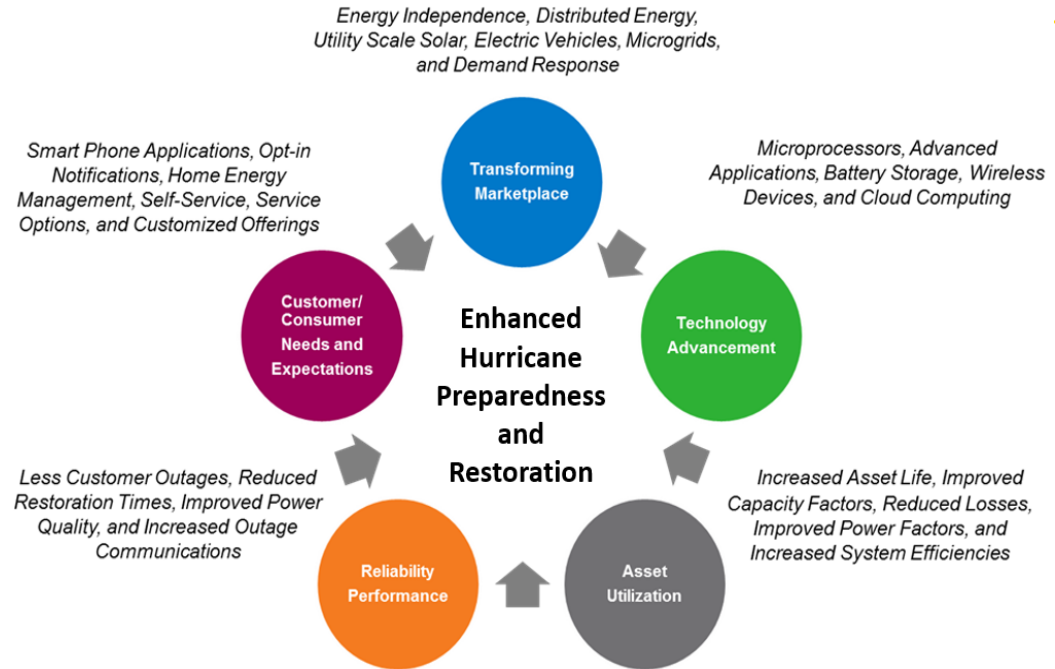 Energy Independence, Distributed Energy,
Utility Scale Solar, Electric Vehicles, Microgrids,
and Demand Response
Transforming
Marketplace
Smart Phone Applications, Opt-in
Notifications, Home Energy
Management, Self-Service, Service
Options, and Customized Offerings
Microprocessors, Advanced
Applications, Battery Storage, Wireless
Devices, and Cloud Computing
Customer/
Consumer
Needs and
Expectations
Enhanced
Hurricane
Preparedness
and
Restoration
Technology
Advancement
Less Customer Outages, Reduced
Restoration Times, Improved Power
Quality, and Increased Outage
Communications
Increased Asset Life, Improved
Capacity Factors, Reduced Losses,
Improved Power Factors, and
Increased System Efficiencies
Reliability
Performance
Asset
Utilization